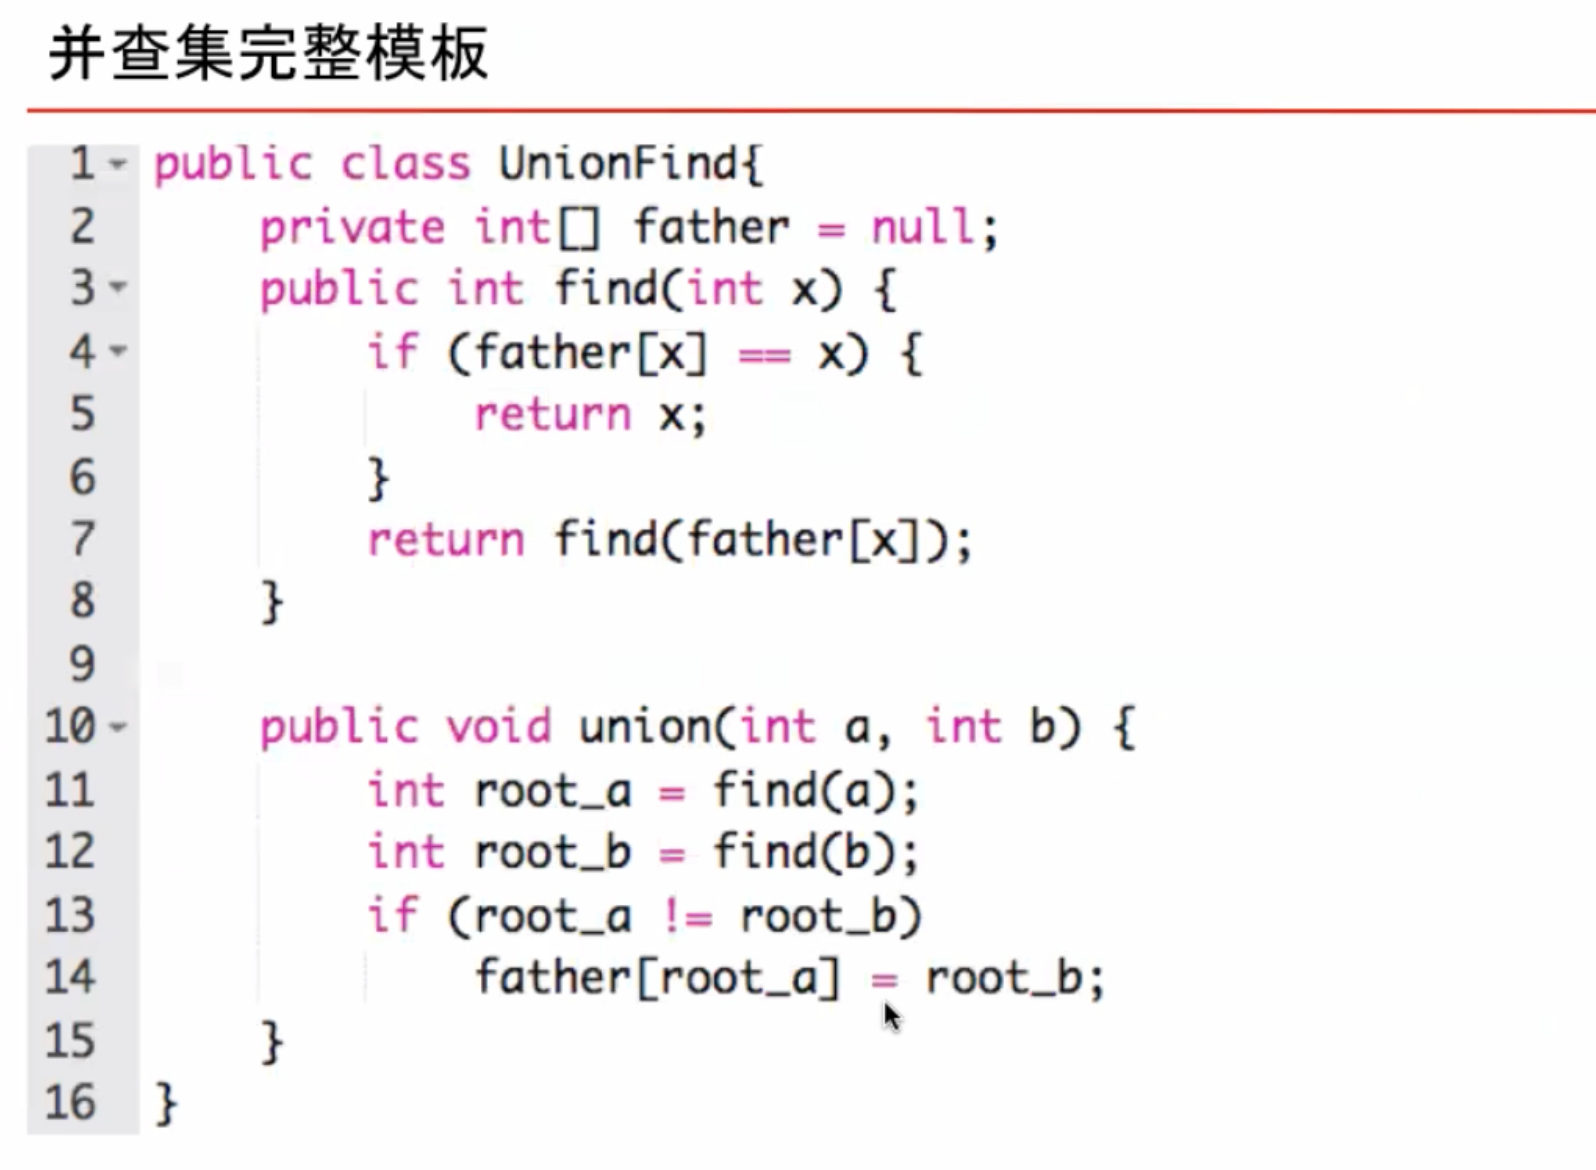 并查集完整模板
1 public class UnionFind{
2     private int[] father = null;
3     public int find(int x) {
4         if (father[x] == x) {
5             return x;
6         }
7         return find(father[x]);
8     }
9
10     public void union(int a, int b) {
11         int root_a = find(a);
12         int root_b = find(b);
13         if (root_a != root_b)
14             father[root_a] = root_b;
15     }
16 }